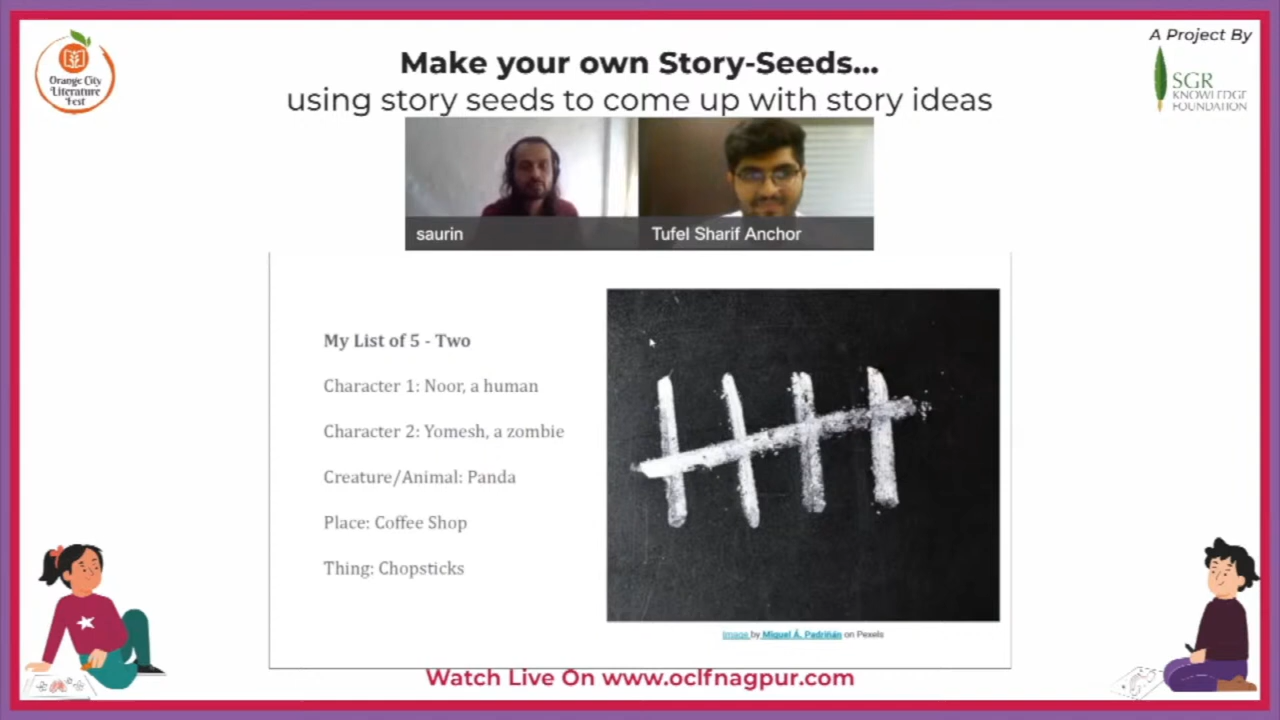 Orange City
Literature
Fest
A Project By
SGR
KNOWLEDGE
FOUNDATION
Make your own Story-Seeds...
using story seeds to come up with story ideas
saurin
Tufel Sharif Anchor
My List of 5 - Two
Character 1: Noor, a human
Character 2: Yomesh, a zombie
Creature/Animal: Panda
Place: Coffee Shop
Thing: Chopsticks
Image by Miguel Á. Padriñán on Pexels
Watch Live On www.oclfnagpur.com